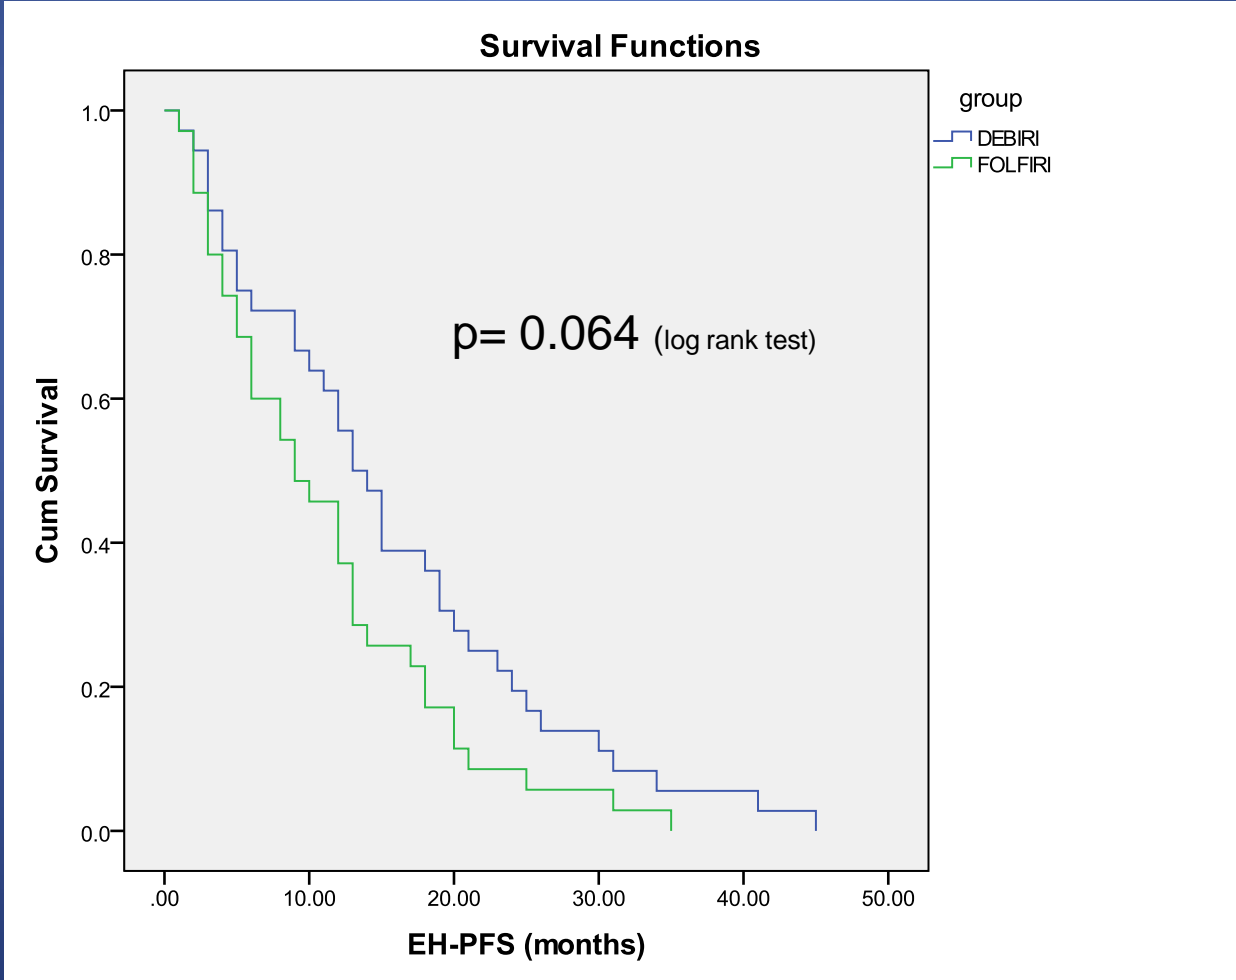 Survival Functions
group
DEBIRI
FOLFIRI
1.0
0.8
0.6
0.4
0.2
0.0
Cum Survival
p= 0.064 (log rank test)
.00 10.00 20.00 30.00 40.00 50.00
EH-PFS (months)